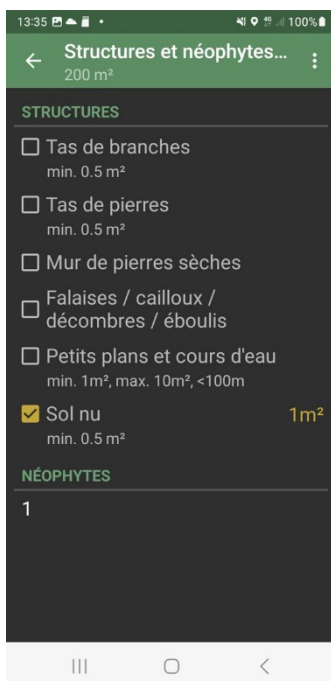 13:35
100%
Structures et néophytes...
200 m²
STRUCTURES
Tas de branches
min. 0.5 m²
Tas de pierres
min. 0.5 m²
Mur de pierres sèches
Falaises / cailloux /
décombres / éboulis
Petits plans et cours d'eau
min. 1m², max. 10m², <100m
Sol nu 1m²
min. 0.5 m²
NÉOPHYTES
1